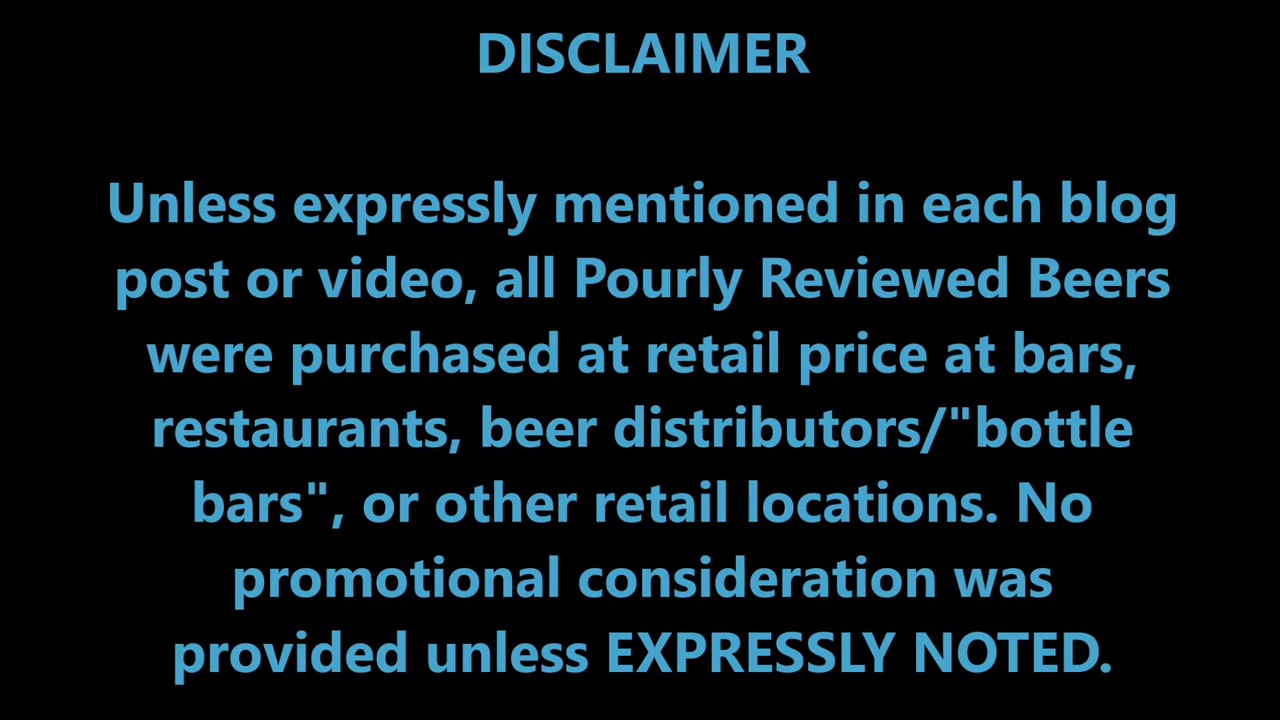 DISCLAIMER
Unless expressly mentioned in each blog
post or video, all Pourly Reviewed Beers
were purchased at retail price at bars,
restaurants, beer distributors/"bottle
bars", or other retail locations. No
promotional consideration was
provided unless EXPRESSLY NOTED.